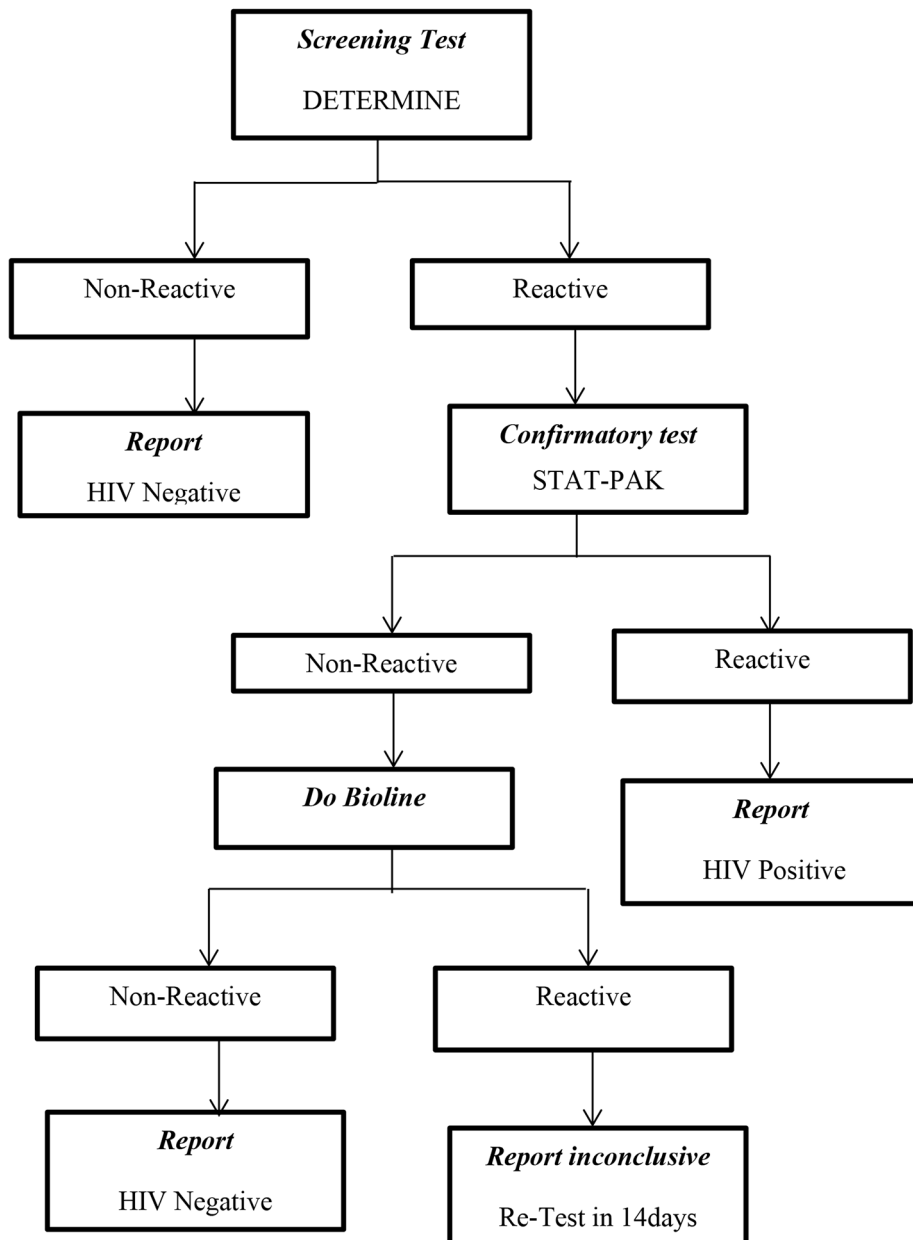 Screening Test
DETERMINE
Non-Reactive
Reactive
Report
HIV Negative
Confirmatory test
STAT-PAK
Non-Reactive
Reactive
Do Bioline
Report
HIV Positive
Non-Reactive
Reactive
Report
HIV Negative
Report inconclusive
Re-Test in 14days